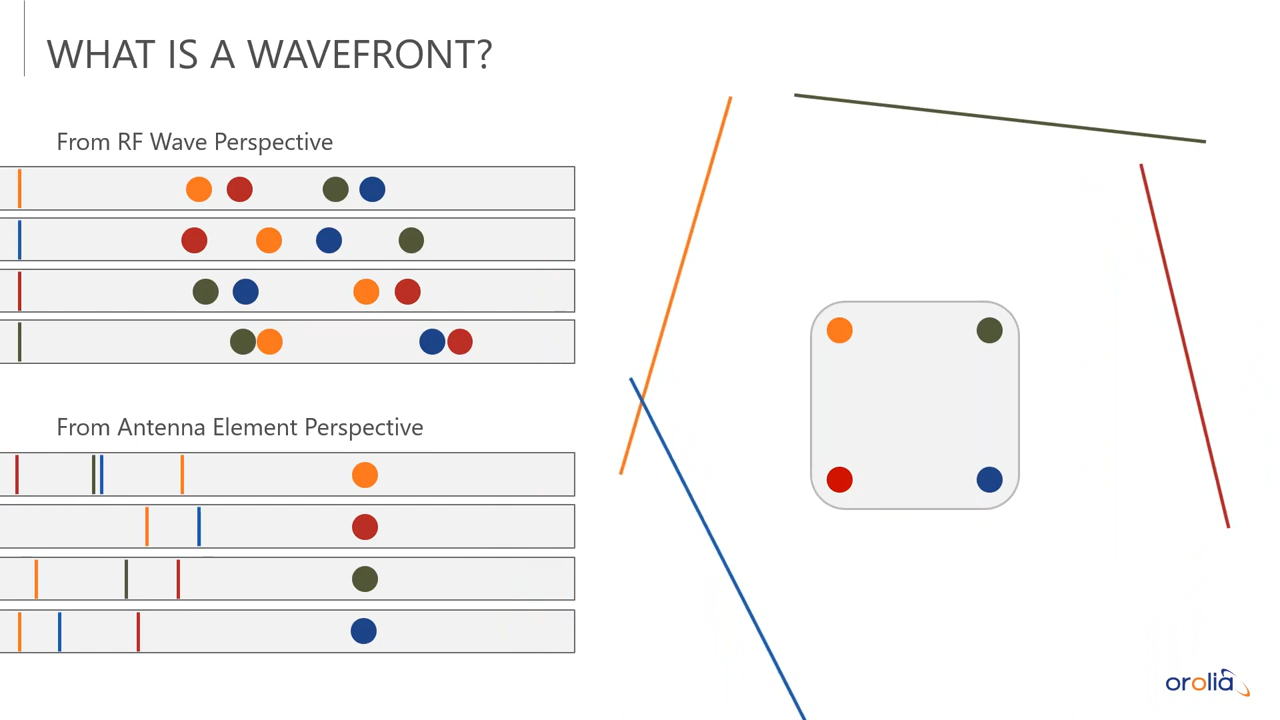 WHAT IS A WAVEFRONT?
From RF Wave Perspective
From Antenna Element Perspective
orolia